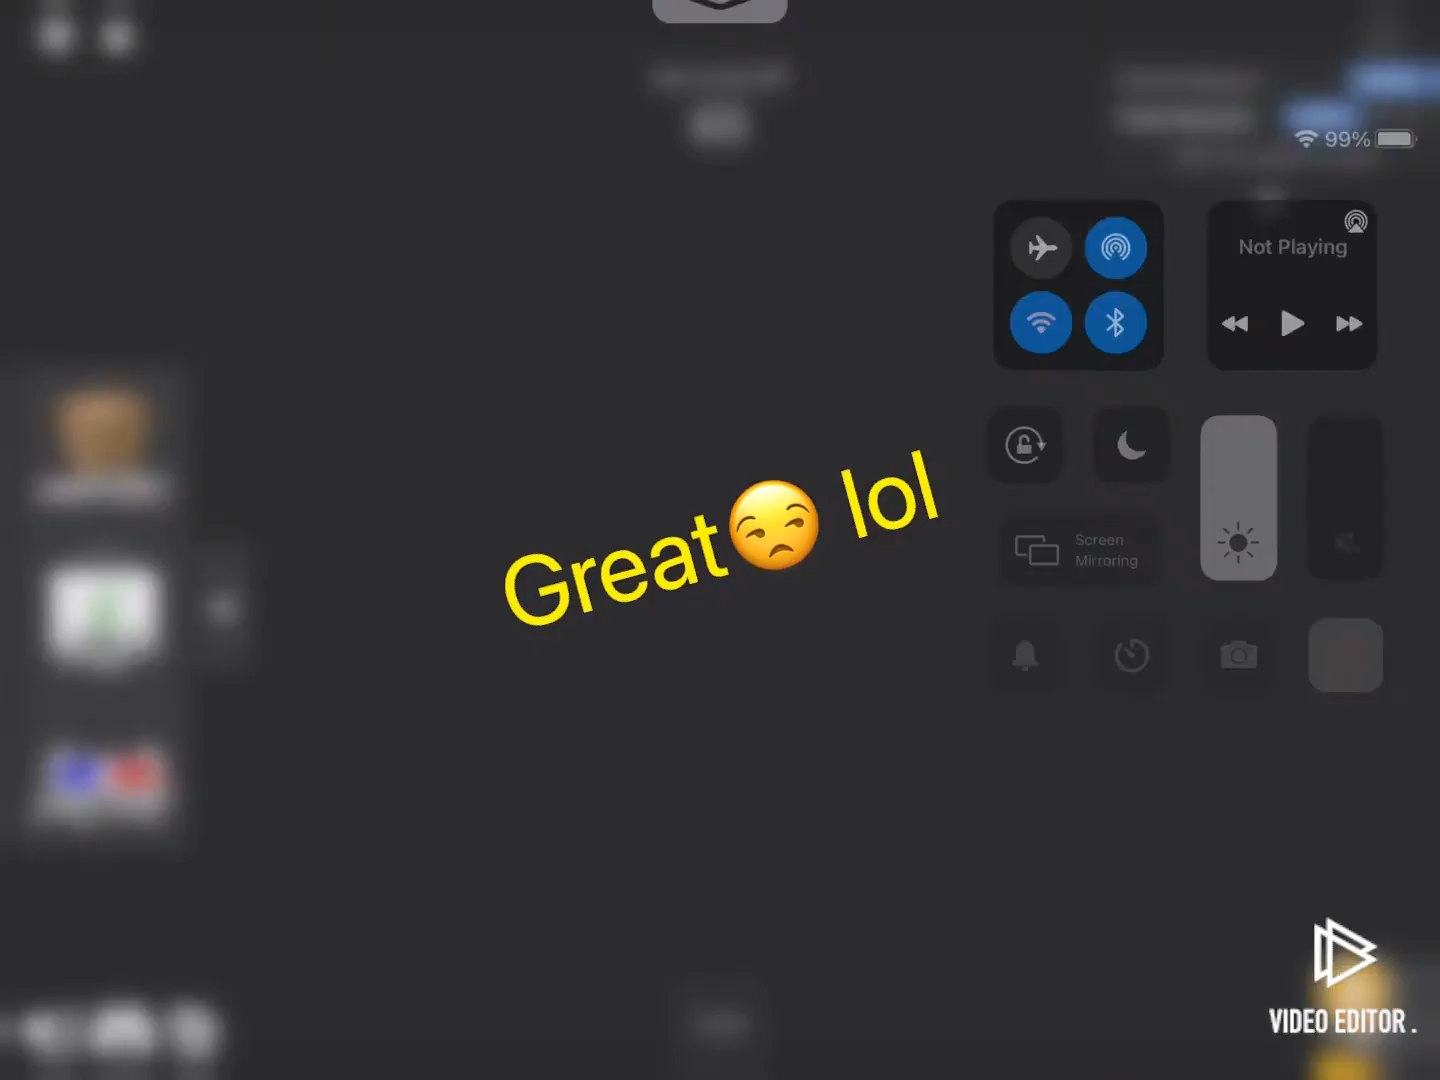 99%
Not Playing
Great😒 lol
Screen
Mirroring
VIDEO EDITOR.